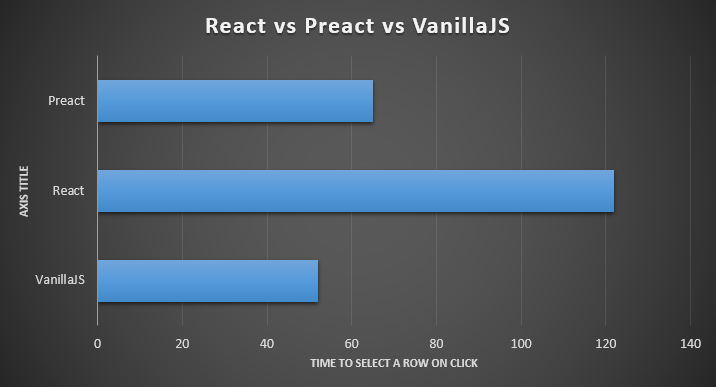 React vs Preact vs VanillaJS
Preact
React
VanillaJS
AXIS TITLE
0 20 40 60 80 100 120 140
TIME TO SELECT A ROW ON CLICK